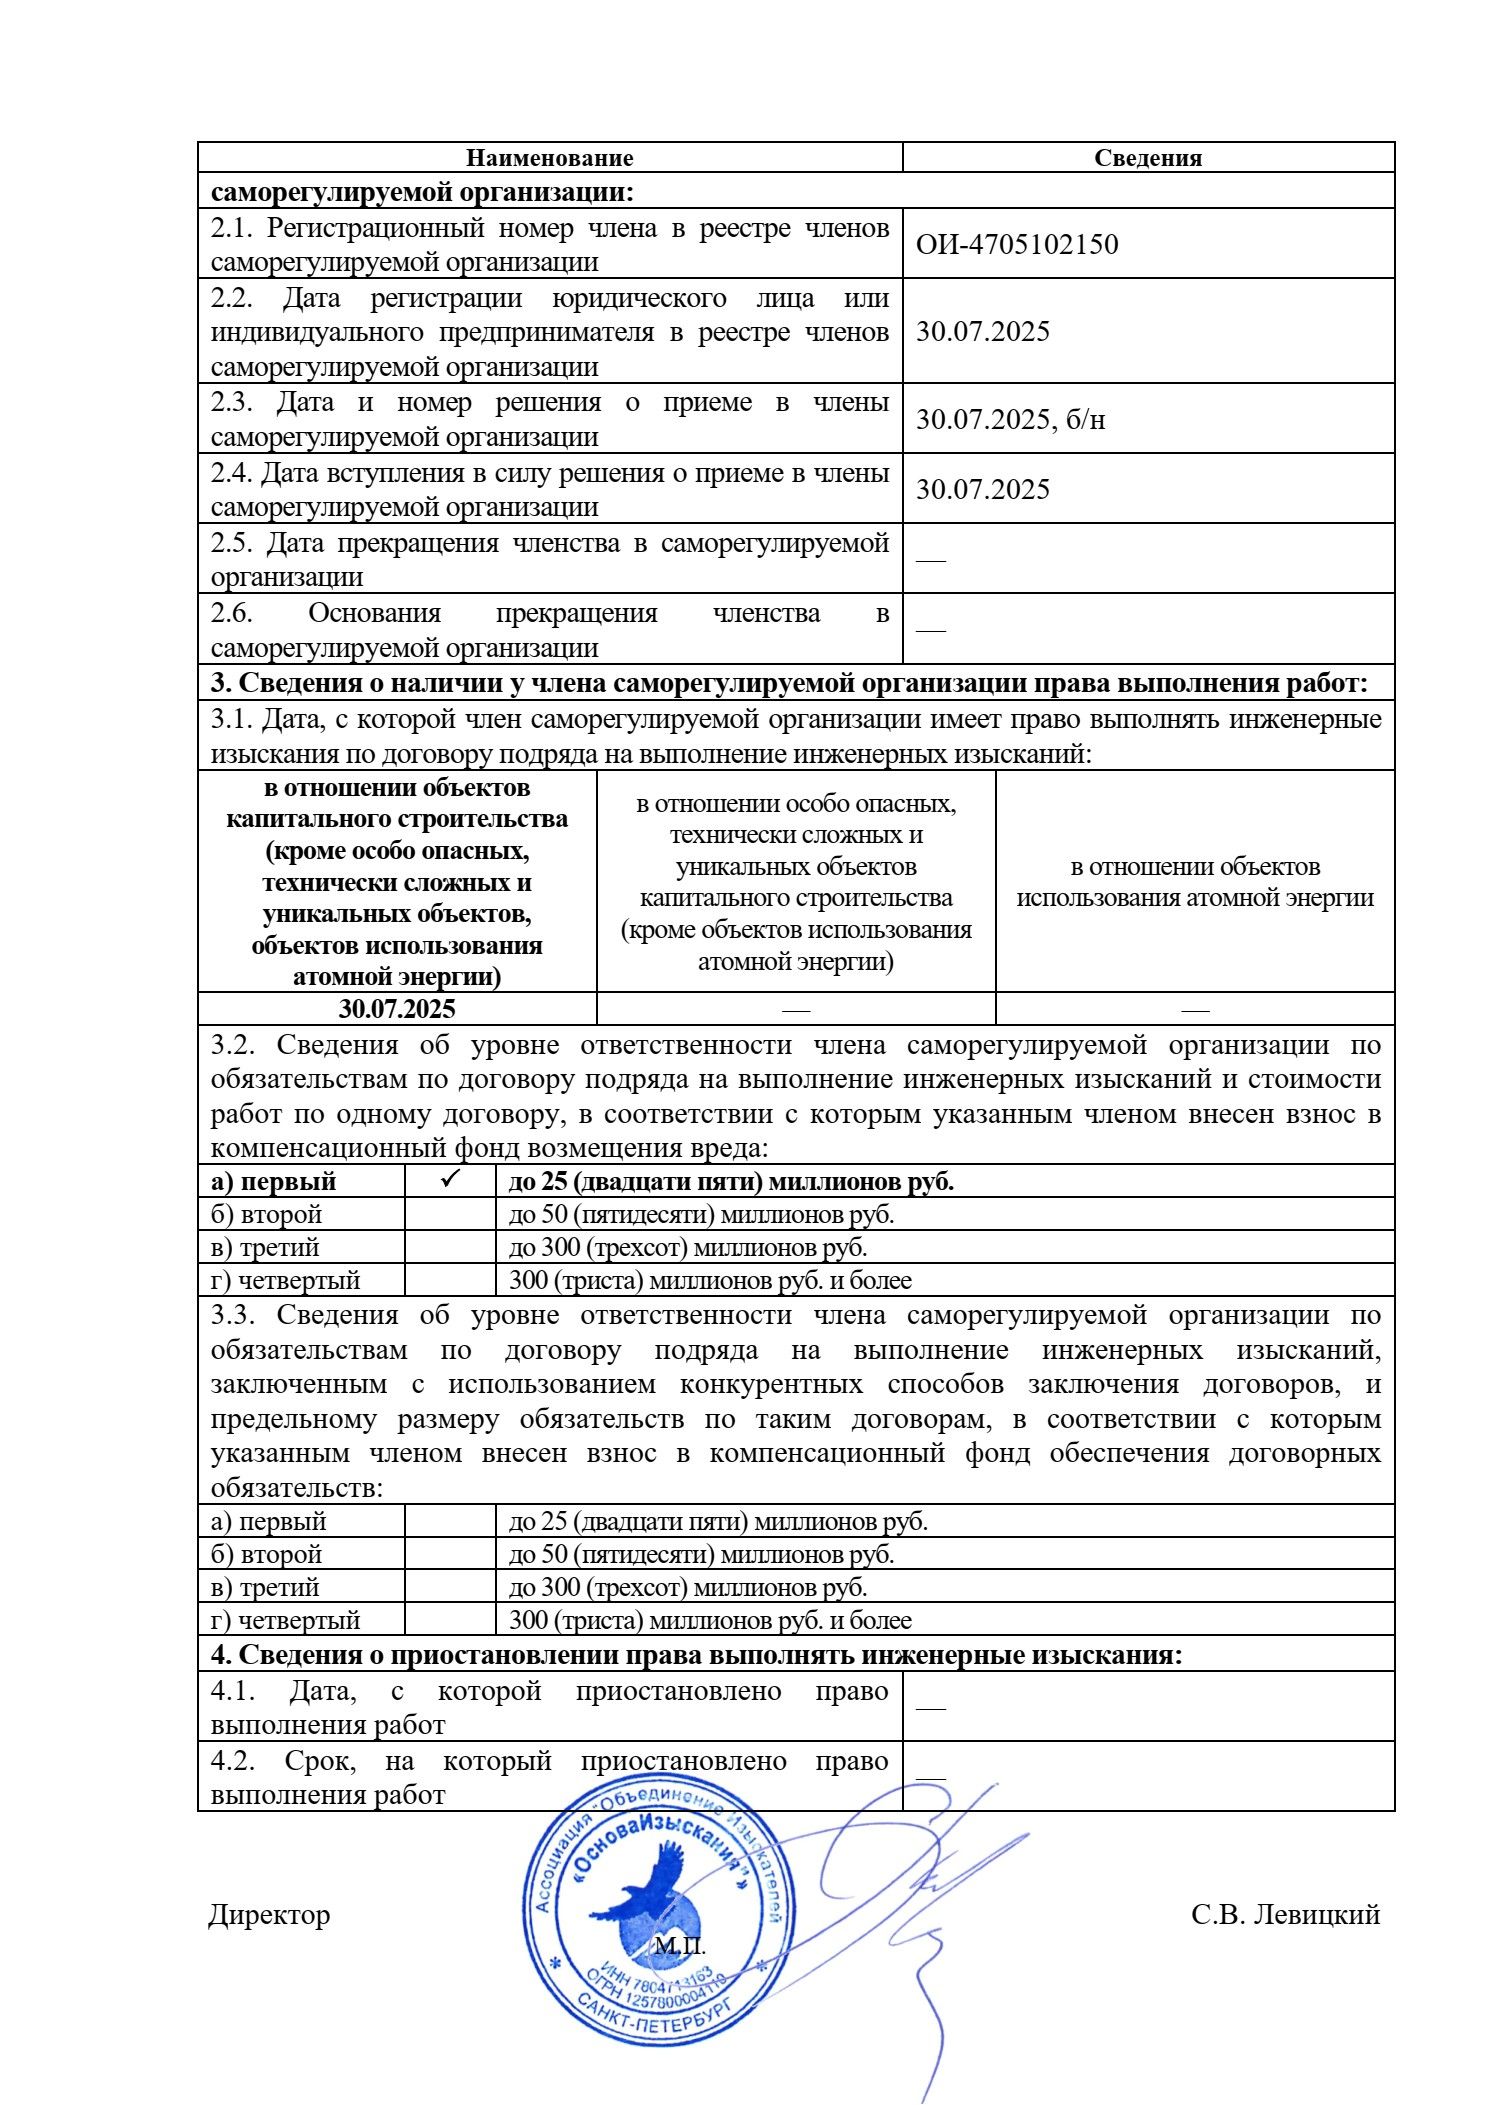 Наименование Сведения
саморегулируемой организации:
2.1. Регистрационный номер члена в реестре членов
саморегулируемой организации
ОИ-4705102150
2.2. Дата регистрации юридического лица или
индивидуального предпринимателя в реестре членов
саморегулируемой организации
30.07.2025
2.3. Дата и номер решения о приеме в члены
саморегулируемой организации
30.07.2025, б/н
2.4. Дата вступления в силу решения о приеме в члены
саморегулируемой организации
30.07.2025
2.5. Дата прекращения членства в саморегулируемой
организации
—
2.6. Основания прекращения членства в
саморегулируемой организации
—
3. Сведения о наличии у члена саморегулируемой организации права выполнения работ:
3.1. Дата, с которой член саморегулируемой организации имеет право выполнять инженерные
изыскания по договору подряда на выполнение инженерных изысканий:
в отношении объектов
капитального строительства
(кроме особо опасных,
технически сложных и
уникальных объектов,
объектов использования
атомной энергии)
в отношении особо опасных,
технически сложных и
уникальных объектов
капитального строительства
(кроме объектов использования
атомной энергии)
в отношении объектов
использования атомной энергии
30.07.2025 — —
3.2. Сведения об уровне ответственности члена саморегулируемой организации по
обязательствам по договору подряда на выполнение инженерных изысканий и стоимости
работ по одному договору, в соответствии с которым указанным членом внесен взнос в
компенсационный фонд возмещения вреда:
а) первый ✓ до 25 (двадцати пяти) миллионов руб.
б) второй до 50 (пятидесяти) миллионов руб.
в) третий до 300 (трехсот) миллионов руб.
г) четвертый 300 (триста) миллионов руб. и более
3.3. Сведения об уровне ответственности члена саморегулируемой организации по
обязательствам по договору подряда на выполнение инженерных изысканий,
заключенным с использованием конкурентных способов заключения договоров, и
предельному размеру обязательств по таким договорам, в соответствии с которым
указанным членом внесен взнос в компенсационный фонд обеспечения договорных
обязательств:
а) первый до 25 (двадцати пяти) миллионов руб.
б) второй до 50 (пятидесяти) миллионов руб.
в) третий до 300 (трехсот) миллионов руб.
г) четвертый 300 (триста) миллионов руб. и более
4. Сведения о приостановлении права выполнять инженерные изыскания:
4.1. Дата, с которой приостановлено право
выполнения работ
—
4.2. Срок, на который приостановлено право
выполнения работ
—
Ассоциация "Объединение Изыскателей
«ОсноваИзыскания"»
Директор
С.В. Левицкий
М.П.
ИНН 7804713163
ОГРН 1257800004110
САНКТ-ПЕТЕРБУРГ